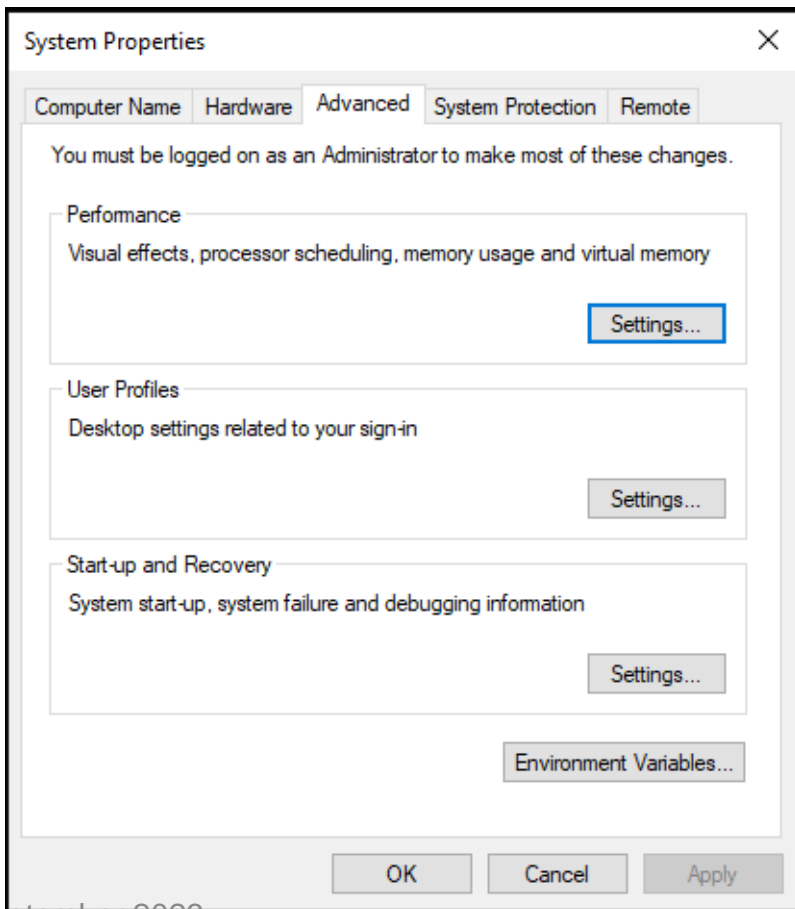 System Properties
Computer Name Hardware Advanced System Protection Remote
You must be logged on as an Administrator to make most of these changes.
Performance
Visual effects, processor scheduling, memory usage and virtual memory
Settings...
User Profiles
Desktop settings related to your sign-in
Settings...
Start-up and Recovery
System start-up, system failure and debugging information
Settings...
Environment Variables...
OK Cancel Apply